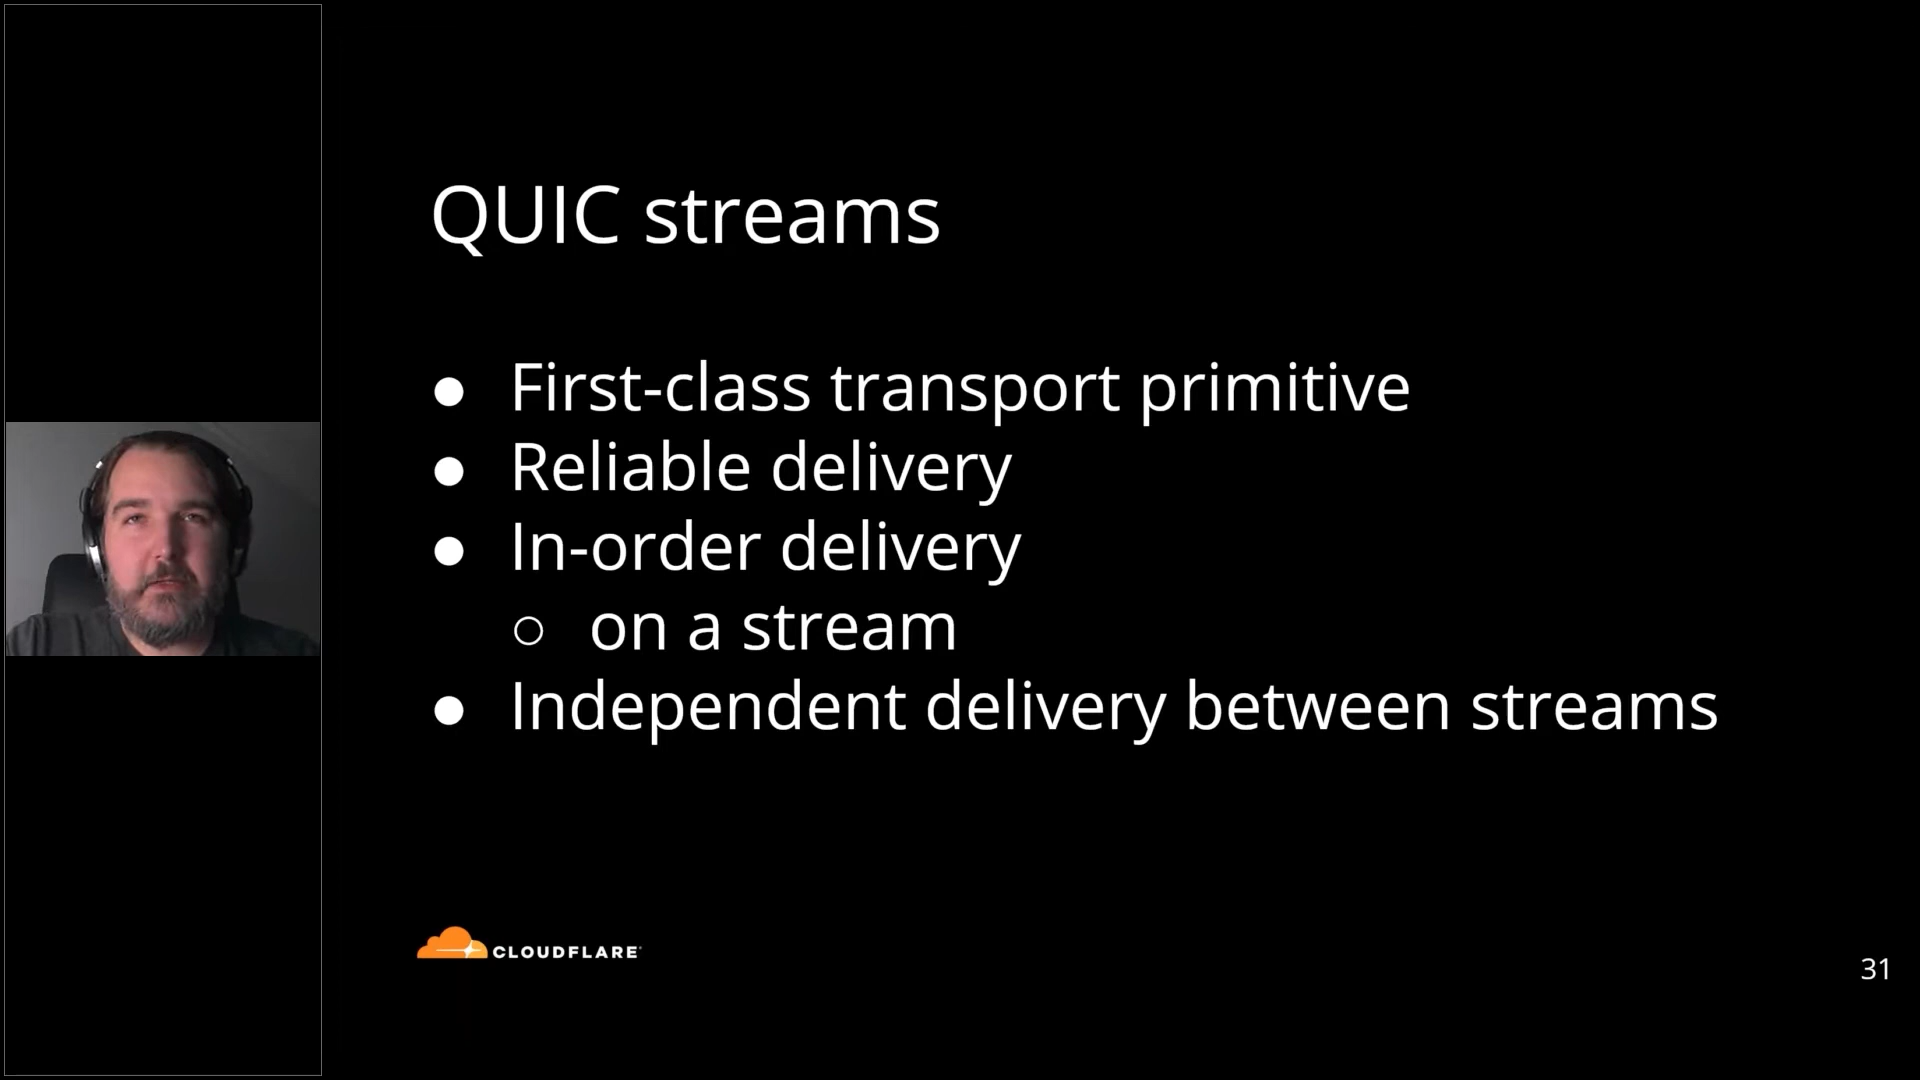 QUIC streams
● First-class transport primitive
● Reliable delivery
● In-order delivery
○ on a stream
● Independent delivery between streams
CLOUDFLARE
31